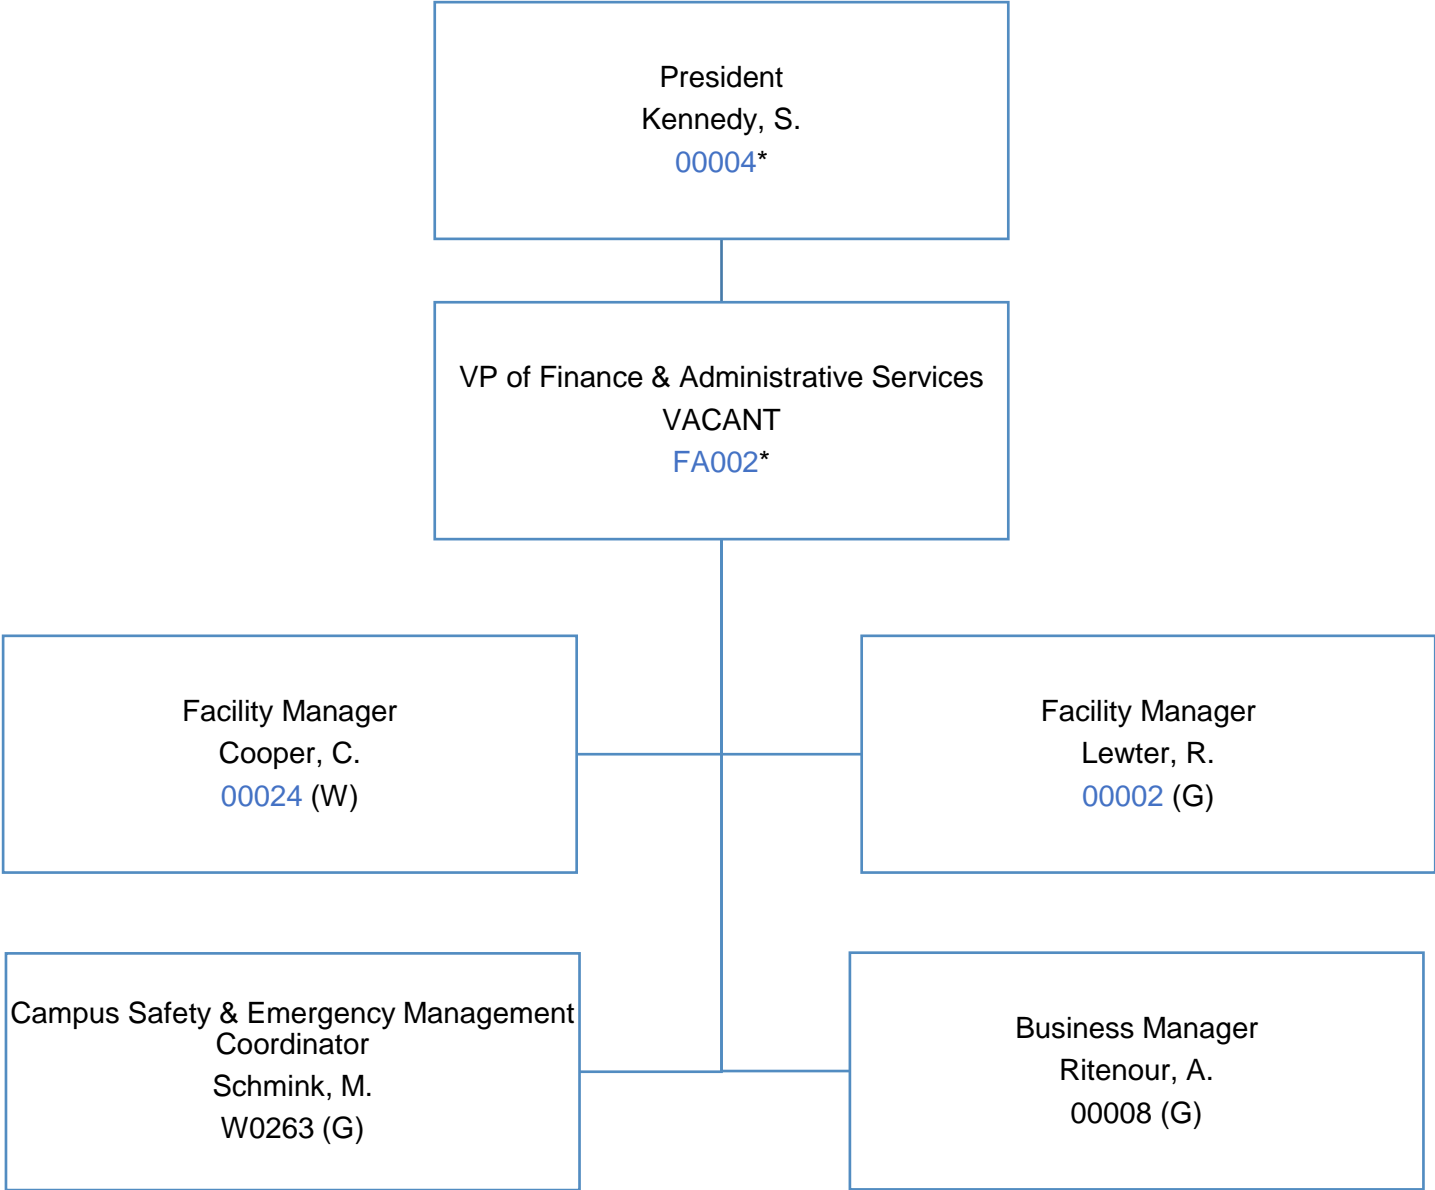 President
Kennedy, S.
00004*
VP of Finance & Administrative Services
VACANT
FA002*
Facility Manager
Cooper, C.
00024 (W)
Facility Manager
Lewter, R.
00002 (G)
Campus Safety & Emergency Management
Coordinator
Schmink, M.
W0263 (G)
Business Manager
Ritenour, A.
00008 (G)